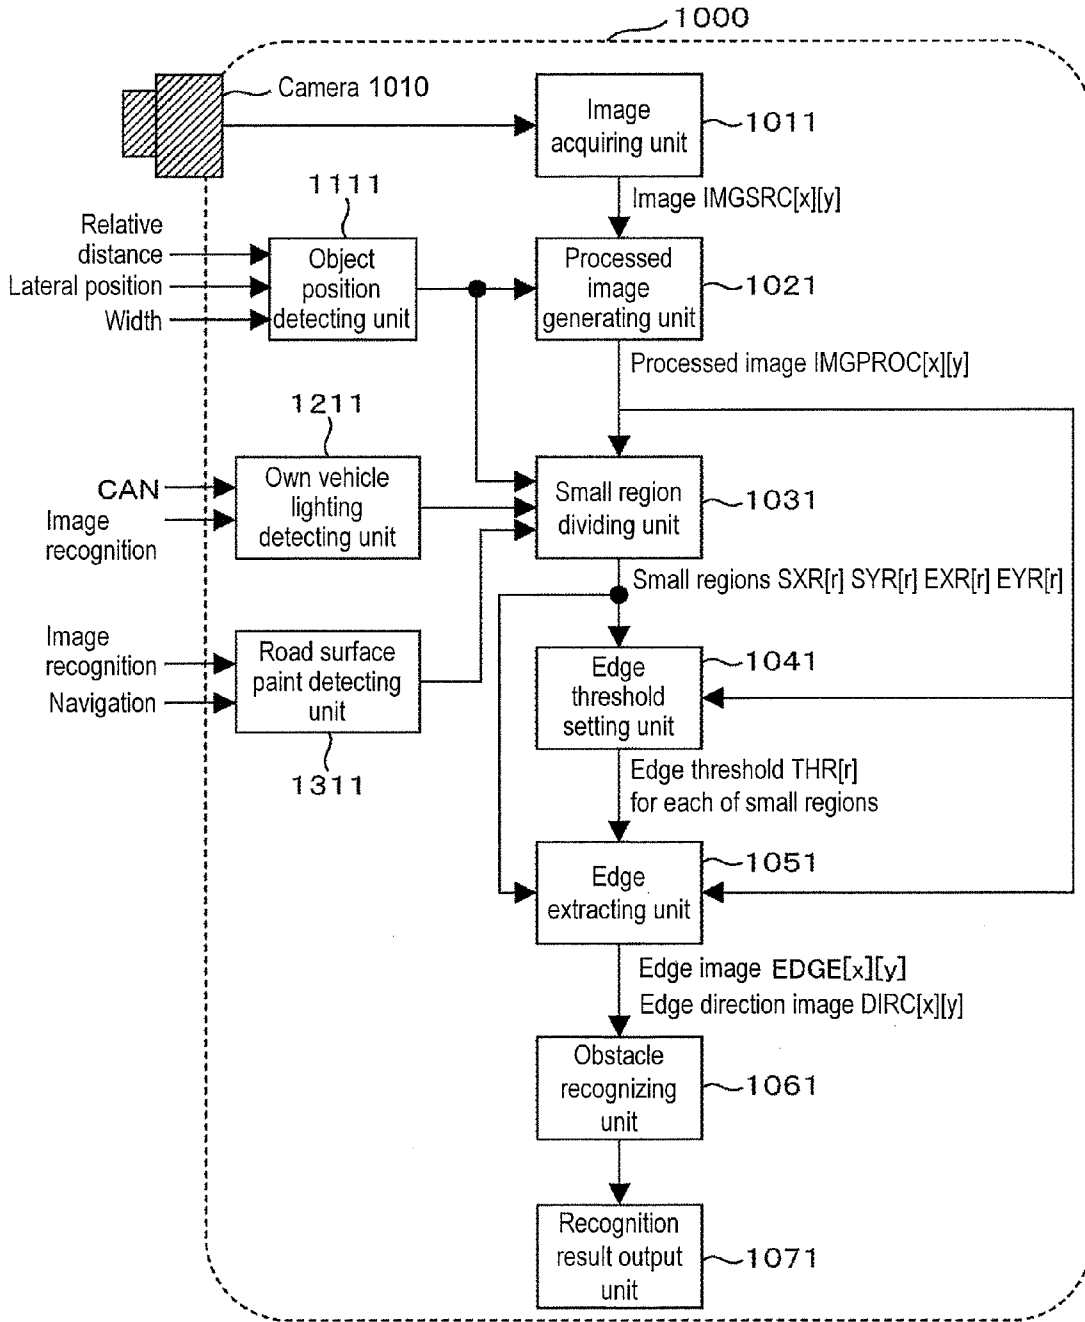 1000
Camera 1010
Image
acquiring unit
1011
Image IMGSRC[x][y]
1111
Relative
distance
Lateral position
Width
Object
position
detecting unit
Processed
image
generating unit
1021
Processed image IMGPROC[x][y]
1211
CAN
Image
recognition
Own vehicle
lighting
detecting unit
Small region
dividing unit
1031
Small regions SXR[r] SYR[r] EXR[r] EYR[r]
Image
recognition
Navigation
Road surface
paint detecting
unit
1311
Edge
threshold
setting unit
1041
Edge threshold THR[r]
for each of small regions
Edge
extracting unit
1051
Edge image EDGE[x][y]
Edge direction image DIRC[x][y]
Obstacle
recognizing
unit
1061
Recognition
result output
unit
1071